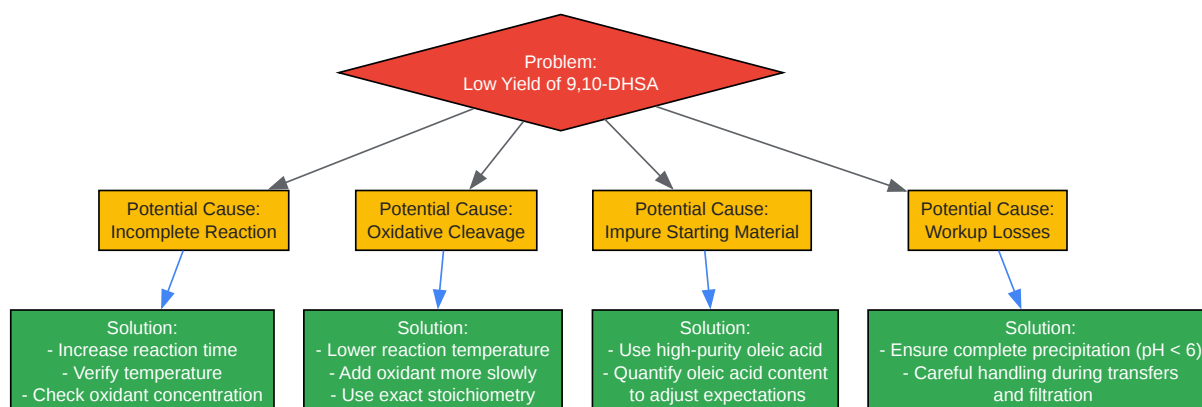 Problem:
Low Yield of 9,10-DHSA
Potential Cause:
Incomplete Reaction
Potential Cause:
Oxidative Cleavage
Potential Cause:
Impure Starting Material
Potential Cause:
Workup Losses
Solution:
- Increase reaction time
- Verify temperature
- Check oxidant concentration
Solution:
- Lower reaction temperature
- Add oxidant more slowly
- Use exact stoichiometry
Solution:
- Use high-purity oleic acid
- Quantify oleic acid content
to adjust expectations
Solution:
- Ensure complete precipitation (pH < 6)
- Careful handling during transfers
and filtration